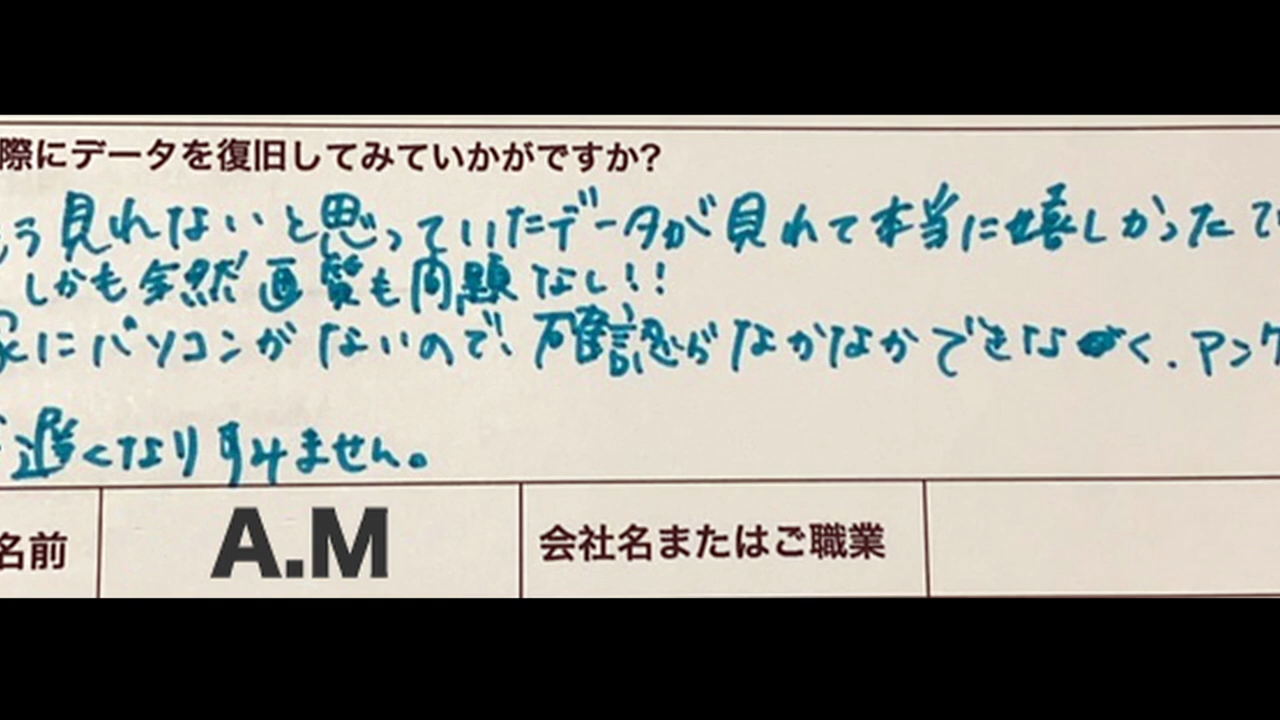 際にデータを復旧してみていかがですか?
う見れないと思っていたデータが見れて本当に嬉しかったで
しかも全然画質も問題なし!!
家にパソコンがないので、確認がなかなかできなく、アンケ
遅くなりすみません。
名前 A.M 会社名またはご職業